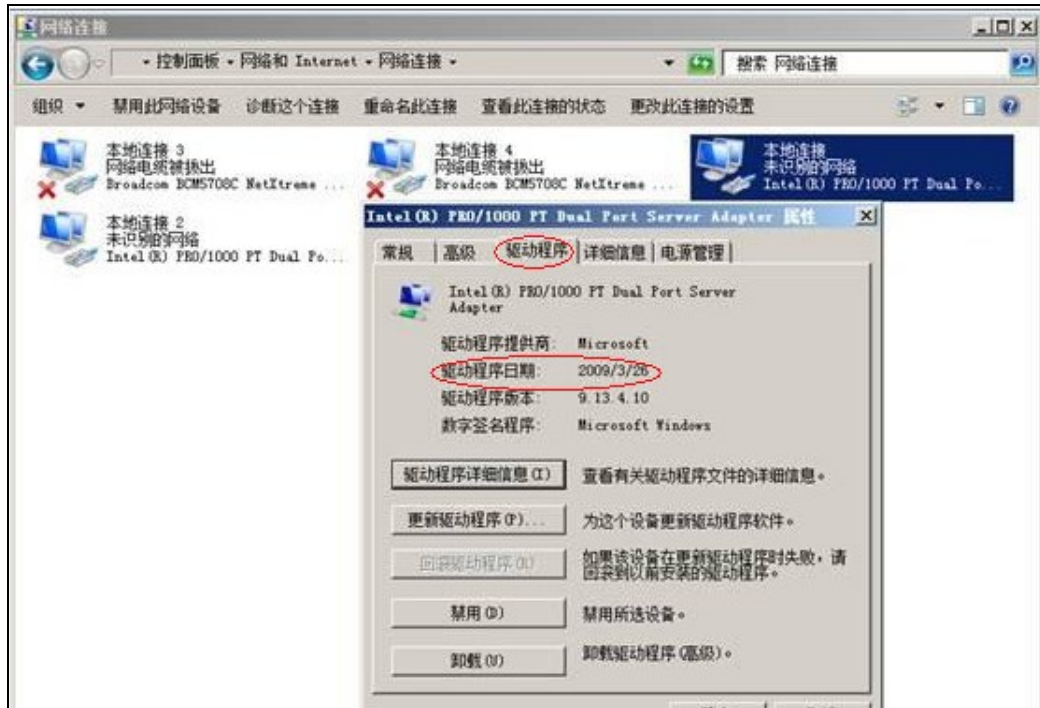 网络连接
控制面板 网络和 Internet 网络连接
搜索 网络连接
组织 禁用此网络设备 诊断这个连接 重命名此连接 查看此连接的状态 更改此连接的设置
本地连接 3
网络电缆被拔出
Broadcom BCM5708C NetXtreme ...
本地连接 4
网络电缆被拔出
Broadcom BCM5708C NetXtreme ...
本地连接
未识别的网络
Intel(R) PRO/1000 PT Dual Po...
本地连接 2
未识别的网络
Intel(R) PRO/1000 PT Dual Po...
Intel(R) PRO/1000 PT Dual Port Server Adapter 属性
常规 高级 驱动程序 详细信息 电源管理
Intel(R) PRO/1000 PT Dual Port Server
Adapter
驱动程序提供商: Microsoft
驱动程序日期: 2009/3/26
驱动程序版本: 9.13.4.10
数字签名程序: Microsoft Windows
驱动程序详细信息(I) 查看有关驱动程序文件的详细信息。
更新驱动程序(P)... 为这个设备更新驱动程序软件。
回滚驱动程序(R) 如果该设备在更新驱动程序时失败，请
回滚到以前安装的驱动程序。
禁用(D) 禁用所选设备。
卸载(U) 卸载驱动程序(高级)。